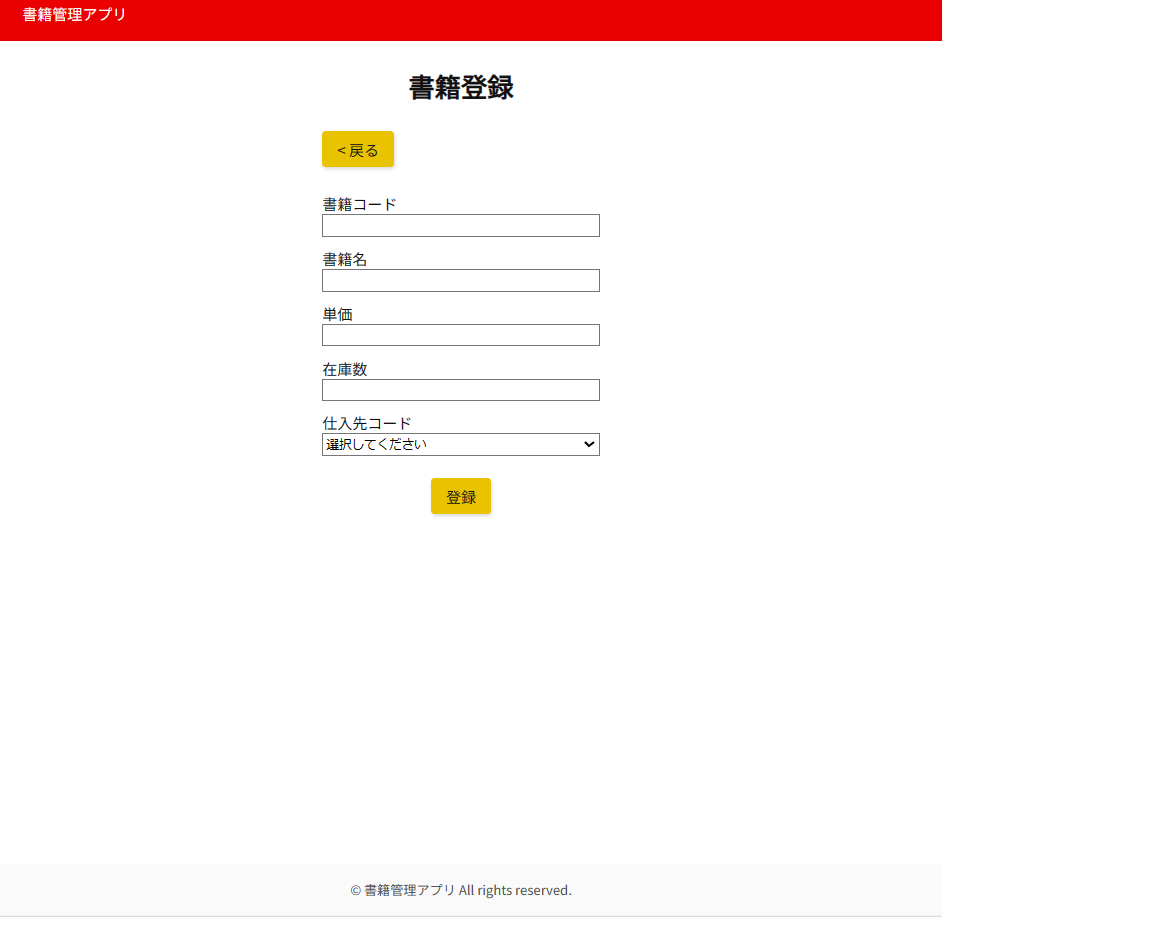 書籍管理アプリ
書籍登録
< 戻る
書籍コード
書籍名
単価
在庫数
仕入先コード
選択してください
登録
© 書籍管理アプリ All rights reserved.